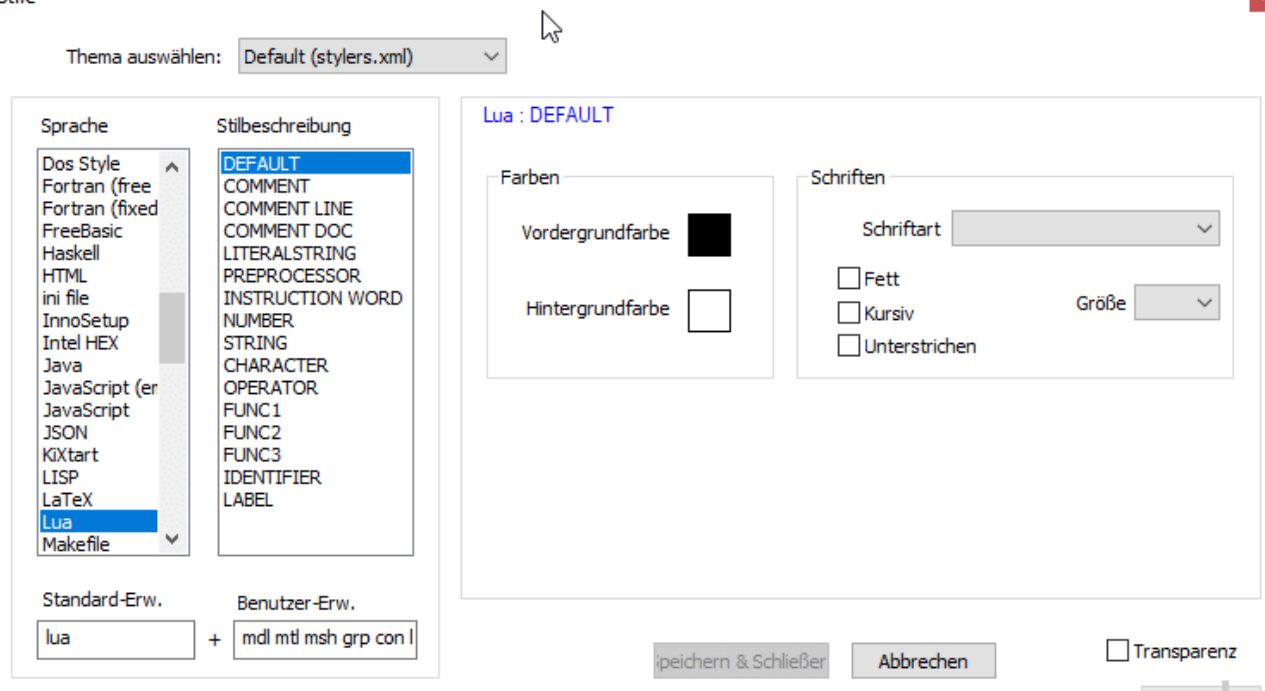 Thema auswählen: Default (stylers.xml)
Sprache
Stilbeschreibung
Dos Style
Fortran (free
Fortran (fixed
FreeBasic
Haskell
HTML
ini file
InnoSetup
Intel HEX
Java
JavaScript (en
JavaScript
JSON
KiXtart
LISP
LaTeX
Lua
Makefile
DEFAULT
COMMENT
COMMENT LINE
COMMENT DOC
LITERALSTRING
PREPROCESSOR
INSTRUCTION WORD
NUMBER
STRING
CHARACTER
OPERATOR
FUNC1
FUNC2
FUNC3
IDENTIFIER
LABEL
Standard-Erw.
Benutzer-Erw.
lua
+
mdl mtl msh grp con l
Lua : DEFAULT
Farben
Vordergrundfarbe
Hintergrundfarbe
Schriften
Schriftart
Fett
Kursiv
Unterstrichen
Größe
Speichern & Schließen
Abbrechen
Transparenz